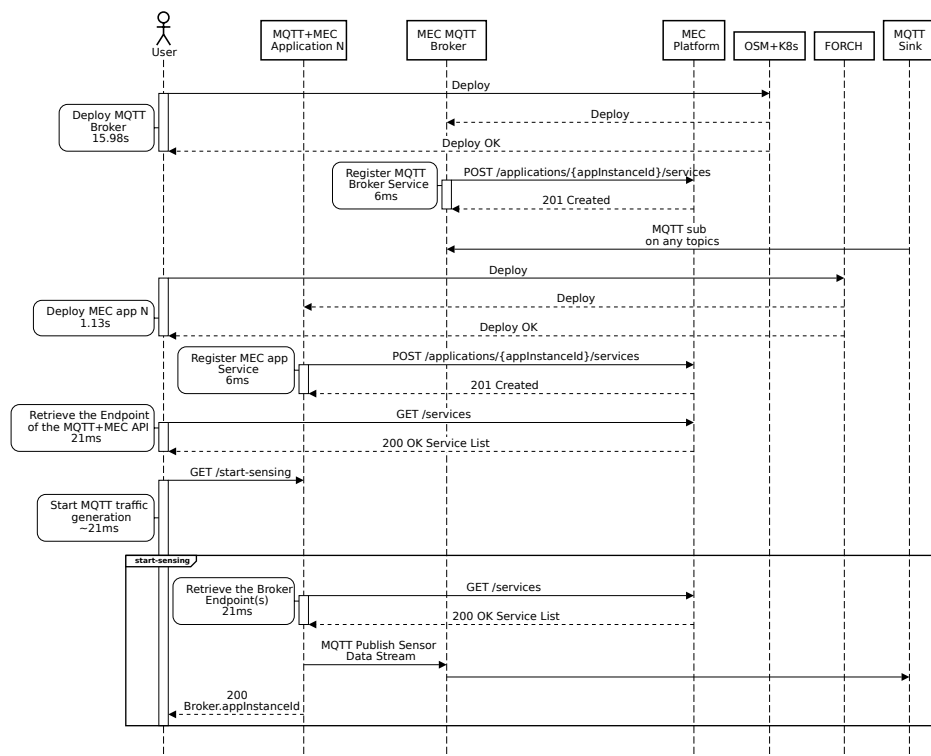 User
MQTT+MEC
Application N
MEC MQTT
Broker
MEC
Platform
OSM+K8s
FORCH
MQTT
Sink
Deploy
Deploy MQTT
Broker
15.98s
Deploy
Deploy OK
Register MQTT
Broker Service
6ms
POST /applications/{appInstanceId}/services
201 Created
MQTT sub
on any topics
Deploy
Deploy MEC app N
1.13s
Deploy
Deploy OK
Register MEC app
Service
6ms
POST /applications/{appInstanceId}/services
201 Created
Retrieve the Endpoint
of the MQTT+MEC API
21ms
GET /services
200 OK Service List
GET /start-sensing
Start MQTT traffic
generation
~21ms
start-sensing
Retrieve the Broker
Endpoint(s)
21ms
GET /services
200 OK Service List
MQTT Publish Sensor
Data Stream
200
Broker.appInstanceId